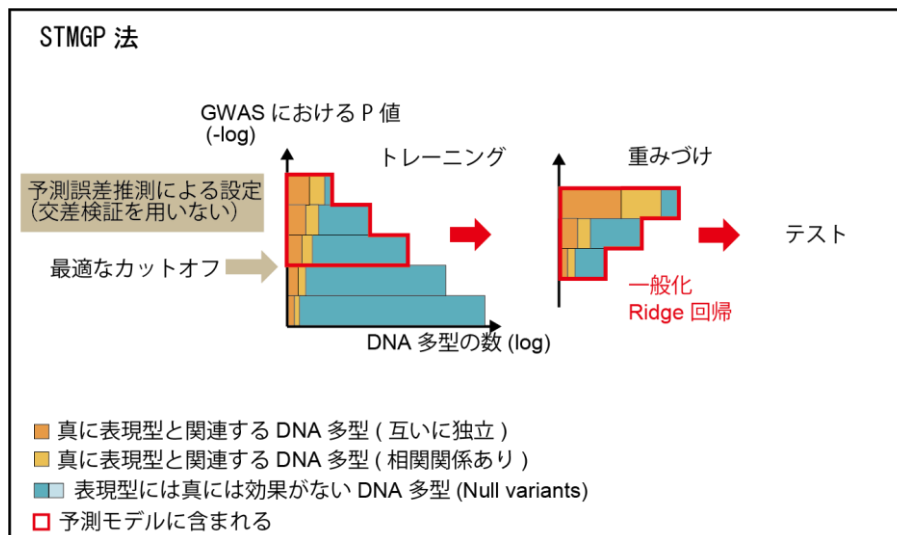 STMGP 法
GWAS における P 値
(-log)
トレーニング
重みづけ
予測誤差推測による設定
(交差検証を用いない)
テスト
最適なカットオフ
一般化
Ridge 回帰
DNA 多型の数 (log)
真に表現型と関連する DNA 多型 ( 互いに独立 )
真に表現型と関連する DNA 多型 ( 相関関係あり )
表現型には真には効果がない DNA 多型 (Null variants)
予測モデルに含まれる